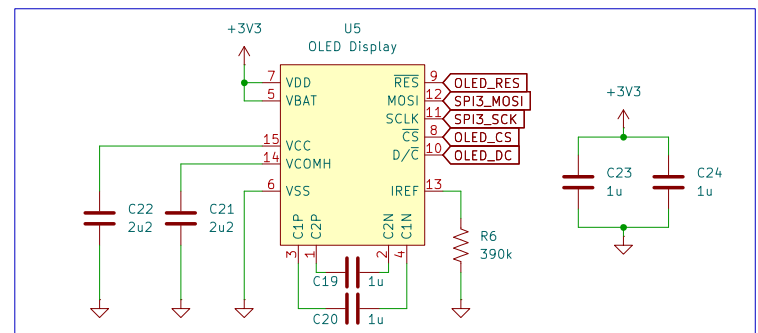 U5
OLED Display
+3V3
7 VDD
5 VBAT
15 VCC
14 VCOMH
6 VSS
RES 9 OLED_RES
MOSI 12 SPI3_MOSI
SCLK 11 SPI3_SCK
CS 8 OLED_CS
D/C 10 OLED_DC
IREF 13
C1P 3
C2P 1
C2N 2
C1N 4
C22
2u2
C21
2u2
R6
390k
C19 1u
C20 1u
+3V3
C23
1u
C24
1u